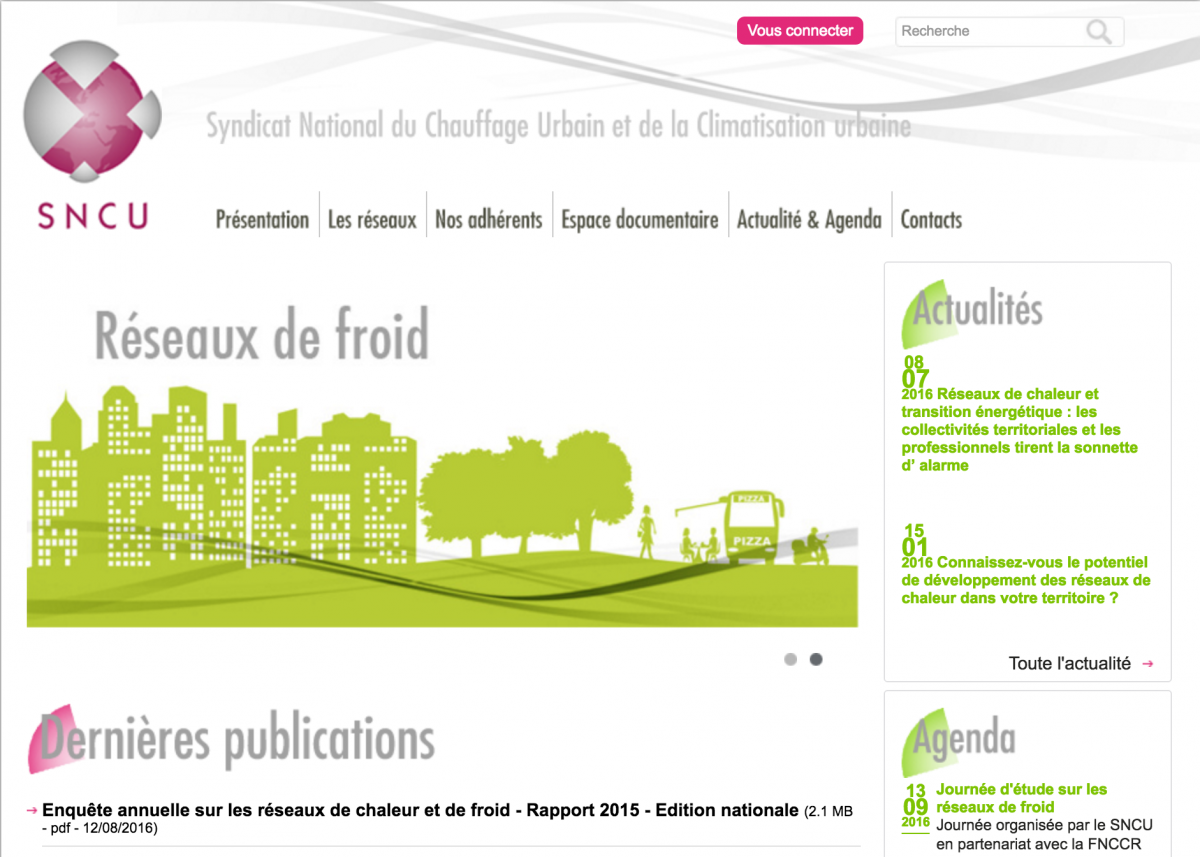 Vous connecter
Recherche
Syndicat National du Chauffage Urbain et de la Climatisation urbaine
SNCU
Présentation
Les réseaux
Nos adhérents
Espace documentaire
Actualité & Agenda
Contacts
Réseaux de froid
PIZZA
PIZZA
Actualités
08
07
2016 Réseaux de chaleur et
transition énergétique : les
collectivités territoriales et les
professionnels tirent la sonnette
d' alarme
15
01
2016 Connaissez-vous le potentiel
de développement des réseaux de
chaleur dans votre territoire ?
Toute l'actualité →
Dernières publications
→ Enquête annuelle sur les réseaux de chaleur et de froid - Rapport 2015 - Edition nationale (2.1 MB
- pdf - 12/08/2016)
Agenda
13
09
2016
Journée d'étude sur les
réseaux de froid
Journée organisée par le SNCU
en partenariat avec la FNCCR